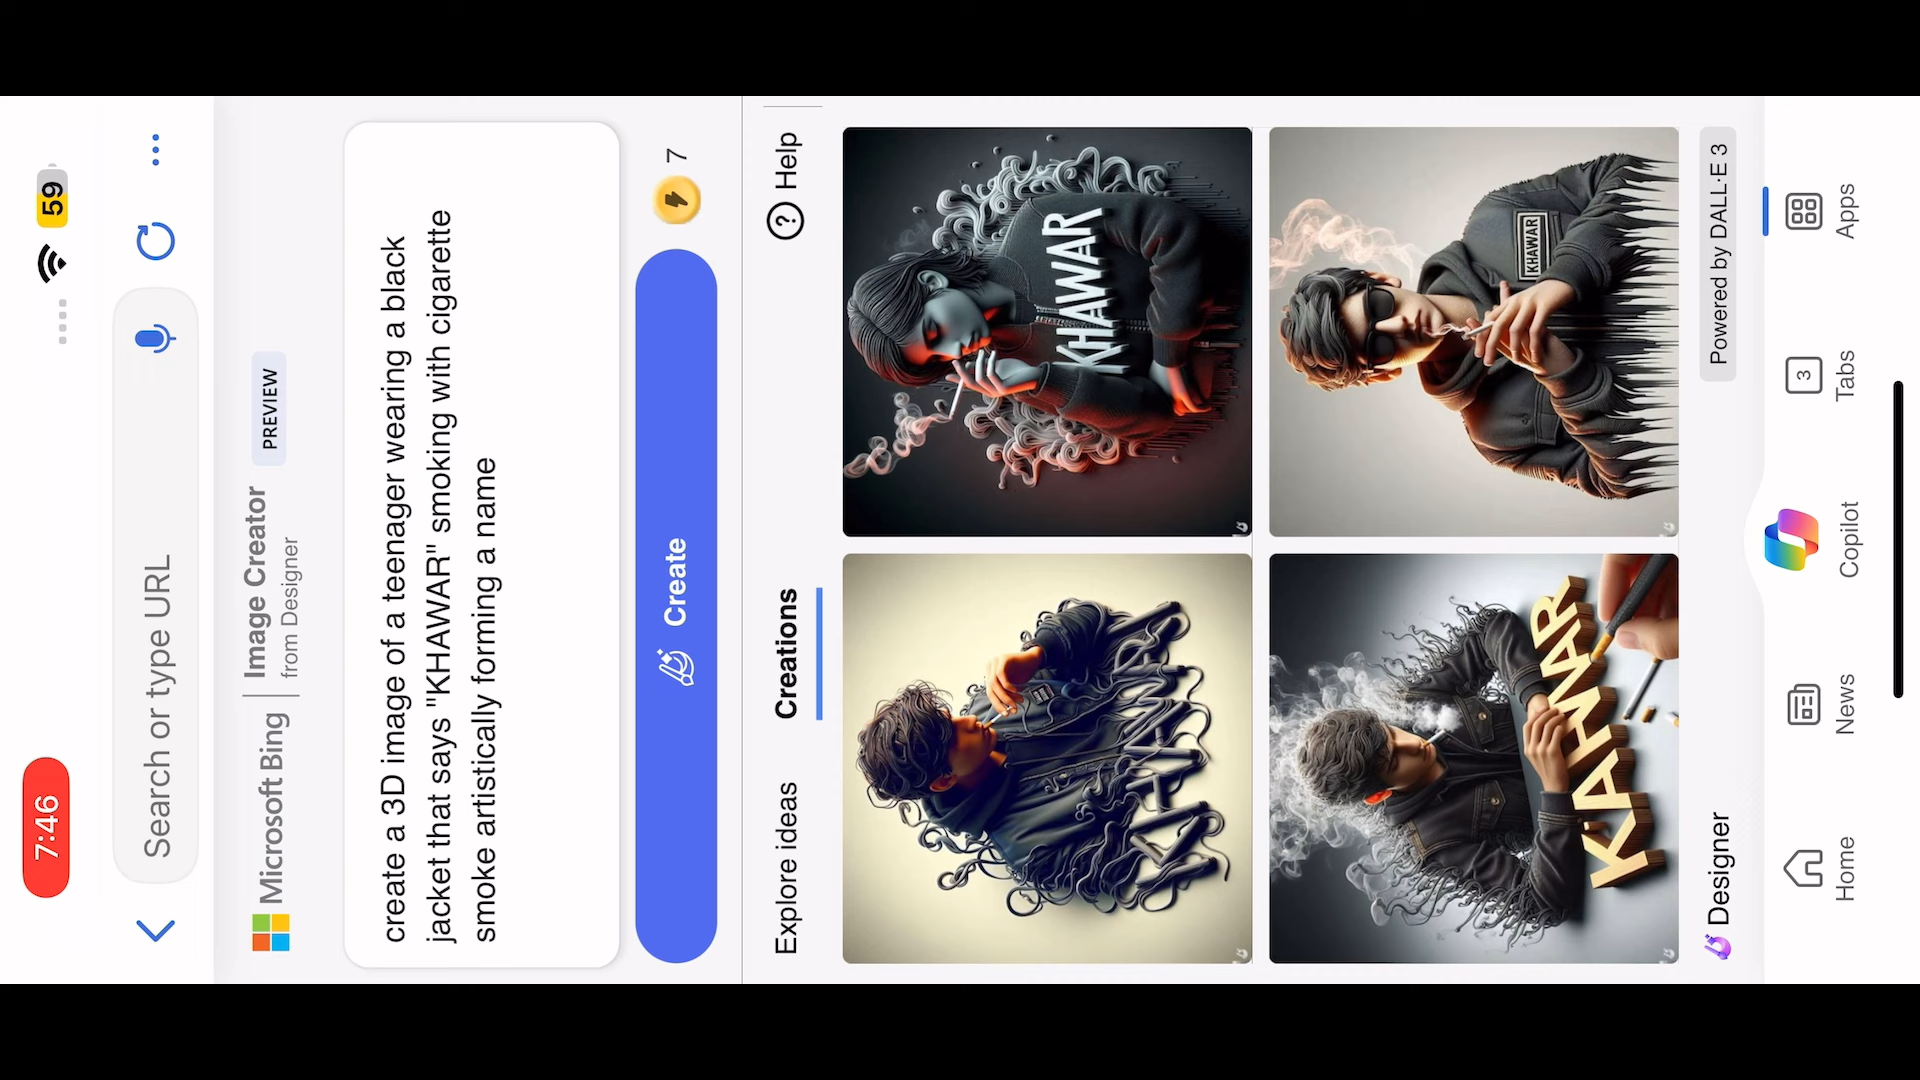 7:46
59
Search or type URL
Microsoft Bing
Image Creator
from Designer
PREVIEW
create a 3D image of a teenager wearing a black
jacket that says "KHAWAR" smoking with cigarette
smoke artistically forming a name
Create
7
Explore ideas
Creations
Help
KHAWAR
KHAWAR
KAHWAR
Designer
Powered by DALL·E 3
Home
News
Copilot
3
Tabs
Apps